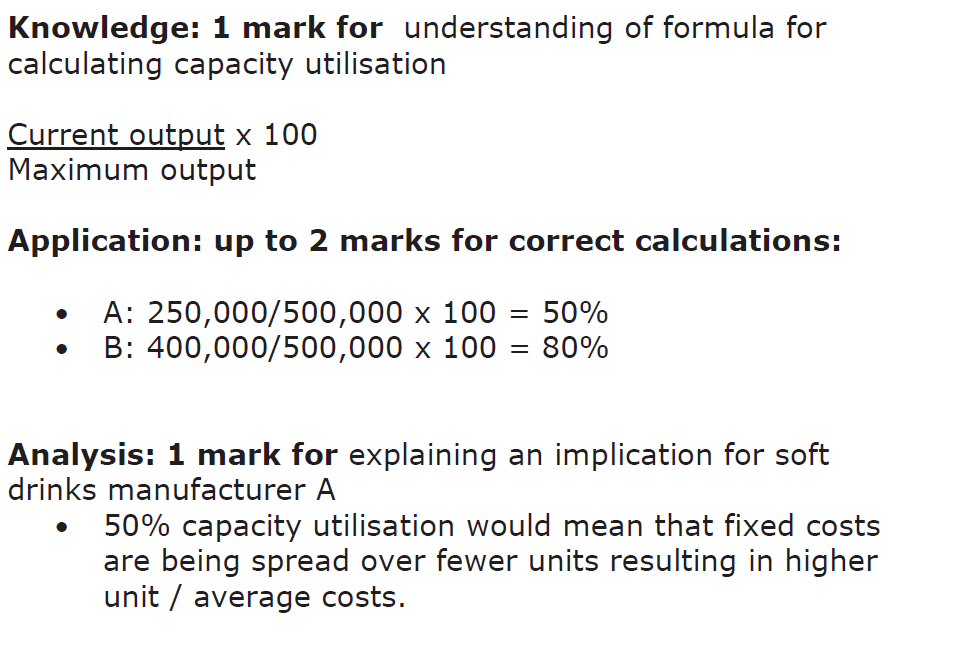 Knowledge: 1 mark for understanding of formula for
calculating capacity utilisation
Current output x 100
Maximum output
Application: up to 2 marks for correct calculations:
• A: 250,000/500,000 x 100 = 50%
• B: 400,000/500,000 x 100 = 80%
Analysis: 1 mark for explaining an implication for soft
drinks manufacturer A
• 50% capacity utilisation would mean that fixed costs
are being spread over fewer units resulting in higher
unit / average costs.